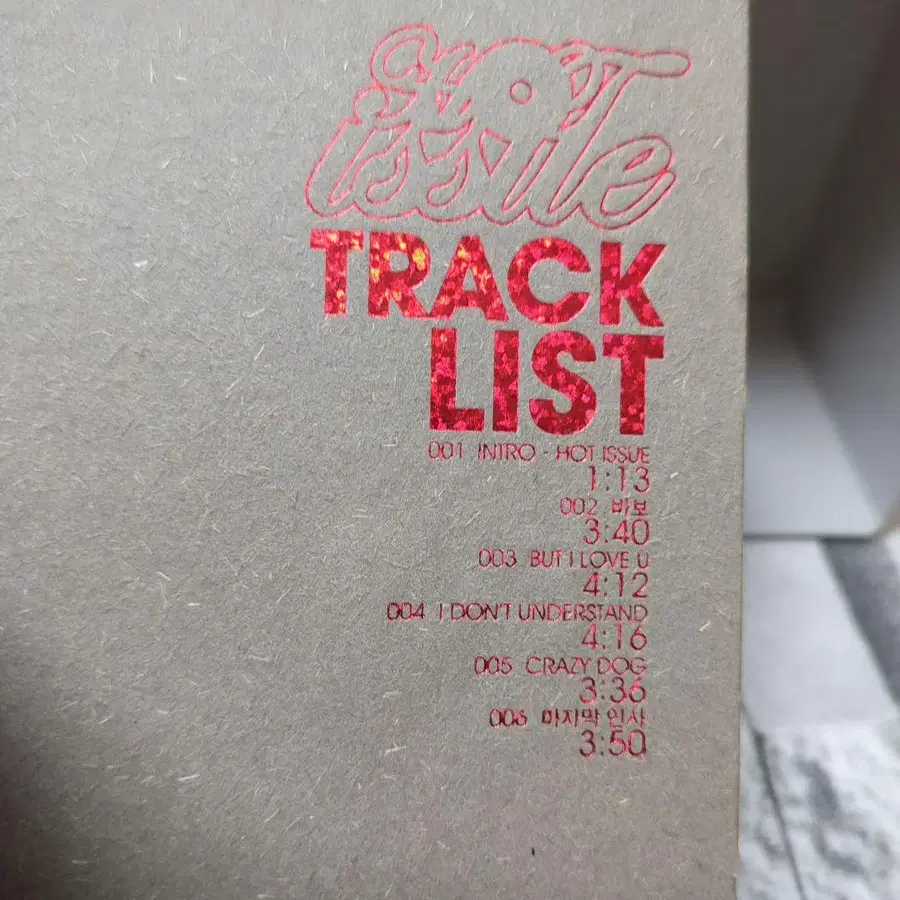 HOT
issue
TRACK
LIST
001 INTRO - HOT ISSUE
1:13
002 바보
3:40
003 BUT I LOVE U
4:12
004 I DON'T UNDERSTAND
4:16
005 CRAZY DOG
3:36
006 마지막 인사
3:50